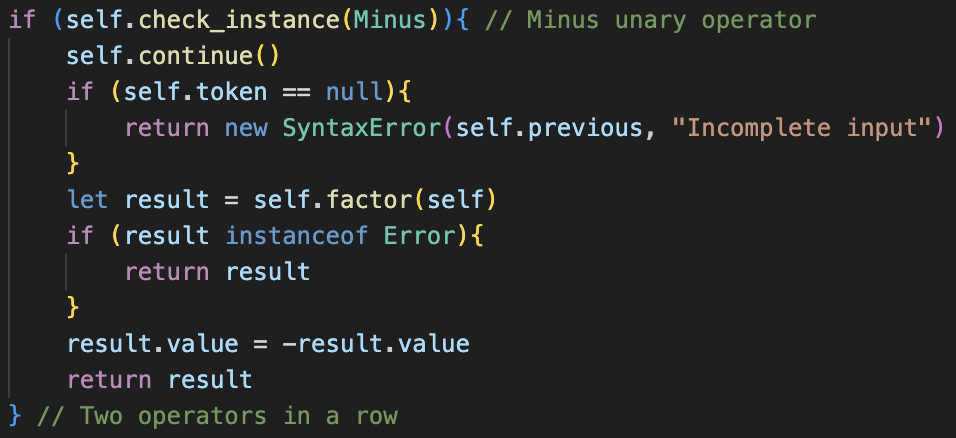 if (self.check_instance(Minus)){ // Minus unary operator
    self.continue()
    if (self.token == null){
        return new SyntaxError(self.previous, "Incomplete input")
    }
    let result = self.factor(self)
    if (result instanceof Error){
        return result
    }
    result.value = -result.value
    return result
} // Two operators in a row